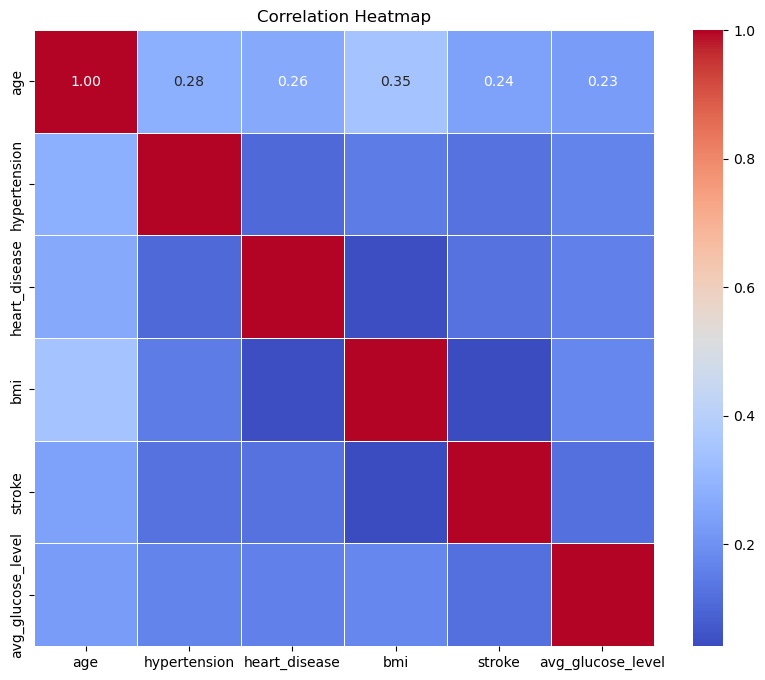 Correlation Heatmap
age
1.00 0.28 0.26 0.35 0.24 0.23
hypertension
heart_disease
bmi
stroke
avg_glucose_level
age hypertension heart_disease bmi stroke avg_glucose_level
1.0
0.8
0.6
0.4
0.2